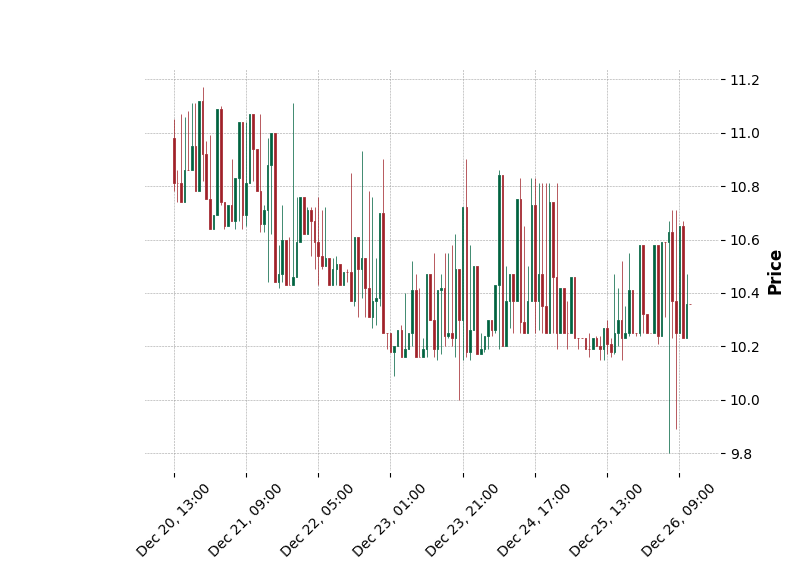 11.2
11.0
10.8
10.6
10.4
10.2
10.0
9.8
Price
Dec 20, 13:00
Dec 21, 09:00
Dec 22, 05:00
Dec 23, 01:00
Dec 23, 21:00
Dec 24, 17:00
Dec 25, 13:00
Dec 26, 09:00